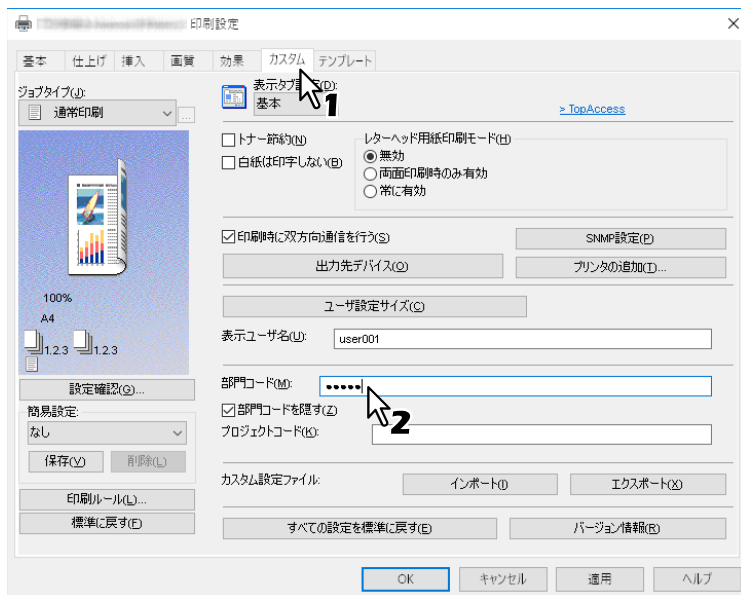 印刷設定
基本 仕上げ 挿入 画質 効果 カスタム テンプレート
ジョブタイプ(J):
通常印刷
...
100%
A4
1.2.3 1.2.3
設定確認(G)...
簡易設定:
なし
保存(V) 削除(L)
印刷ルール(L)...
標準に戻す(F)
表示タブ設定(D):
基本
1
> TopAccess
トナー節約(N)
白紙は印字しない(B)
レターヘッド用紙印刷モード(H)
無効
両面印刷時のみ有効
常に有効
印刷時に双方向通信を行う(S)
SNMP設定(P)
出力先デバイス(O)
プリンタの追加(T)...
ユーザ設定サイズ(C)
表示ユーザ名(U):
user001
部門コード(M):
•••••
2
部門コードを隠す(Z)
プロジェクトコード(K):
カスタム設定ファイル:
インポート(I)
エクスポート(X)
すべての設定を標準に戻す(E)
バージョン情報(R)
OK キャンセル 適用 ヘルプ